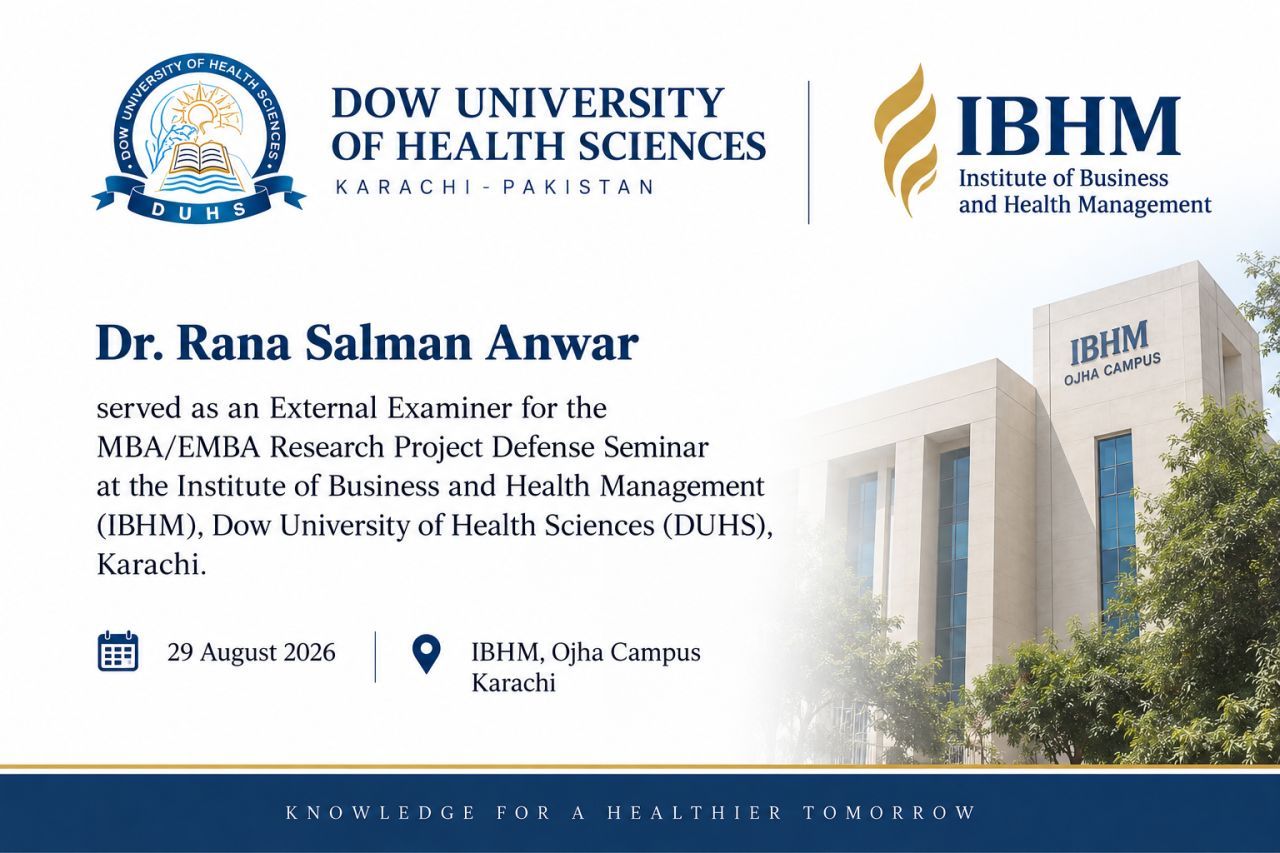 DOW UNIVERSITY OF HEALTH SCIENCES
DUHS
DOW UNIVERSITY
OF HEALTH SCIENCES
KARACHI - PAKISTAN
IBHM
Institute of Business
and Health Management
IBHM
OJHA CAMPUS
Dr. Rana Salman Anwar
served as an External Examiner for the
MBA/EMBA Research Project Defense Seminar
at the Institute of Business and Health Management
(IBHM), Dow University of Health Sciences (DUHS),
Karachi.
29 August 2026
IBHM, Ojha Campus
Karachi
KNOWLEDGE FOR A HEALTHIER TOMORROW